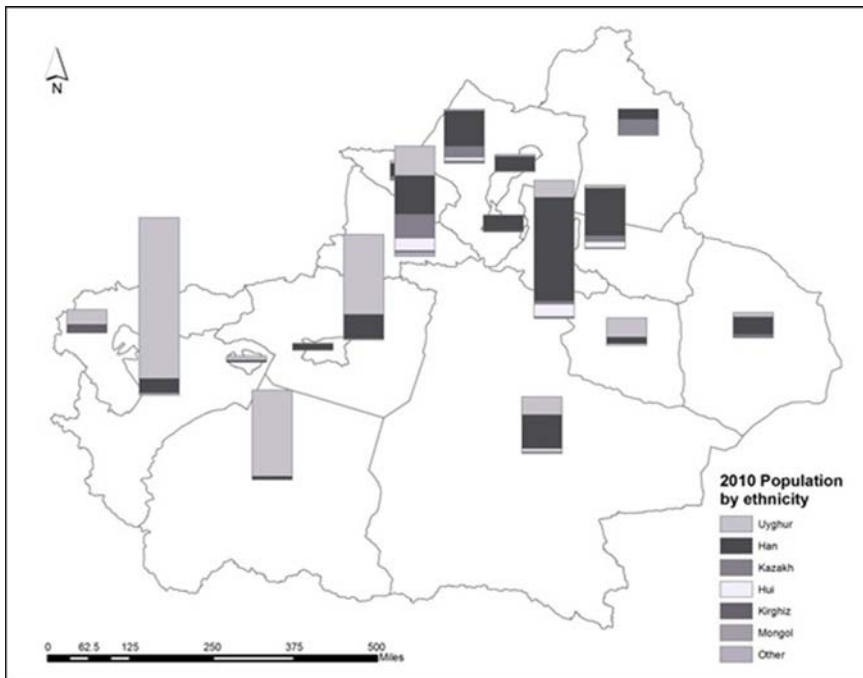 N
2010 Population
by ethnicity
Uyghur
Han
Kazakh
Hui
Kirghiz
Mongol
Other
0 62.5 125 250 375 500
Miles